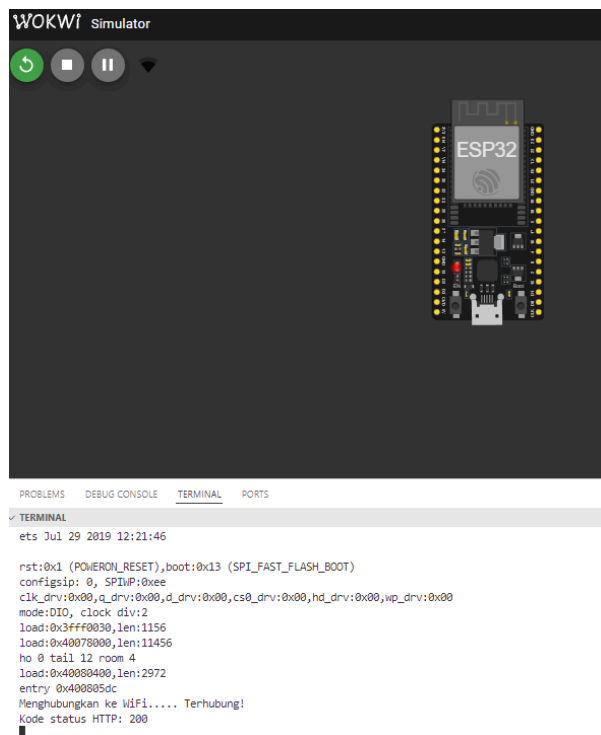 WOKWI Simulator
ESP32
PROBLEMS DEBUG CONSOLE TERMINAL PORTS
TERMINAL
ets Jul 29 2019 12:21:46
rst:0x1 (POWERON_RESET),boot:0x13 (SPI_FAST_FLASH_BOOT)
configsip: 0, SPIWP:0xee
clk_drv:0x00,q_drv:0x00,d_drv:0x00,cs0_drv:0x00,hd_drv:0x00,wp_drv:0x00
mode:DIO, clock div:2
load:0x3fff0030,len:1156
load:0x40078000,len:11456
ho 0 tail 12 room 4
load:0x40080400,len:2972
entry 0x400805dc
Menghubungkan ke WiFi..... Terhubung!
Kode status HTTP: 200